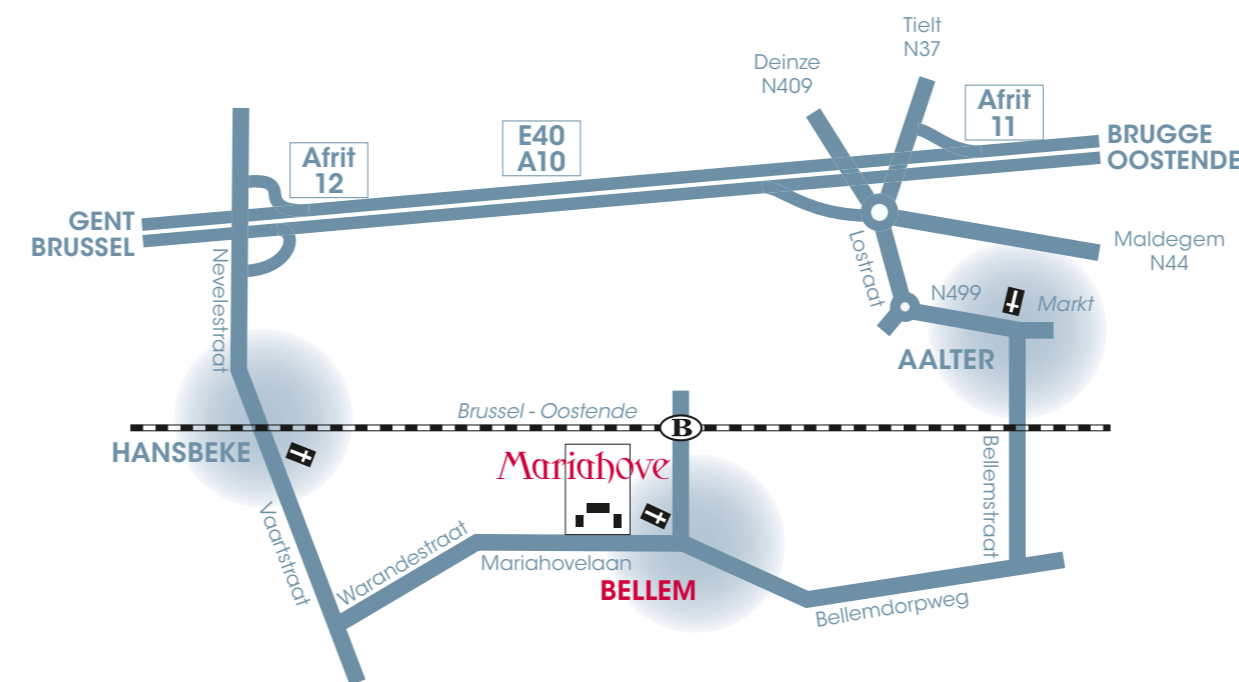 Tielt
N37
Deinze
N409
Afrit
11
E40
A10
BRUGGE
OOSTENDE
Afrit
12
GENT
BRUSSEL
Maldegem
N44
Nevelestraat
Lostraat
N499
Markt
AALTER
Brussel - Oostende
B
HANSBEKE
Mariahove
Bellemstraat
Vaartstraat
Warandestraat
Mariahovelaan
BELLEM
Bellemdorpweg